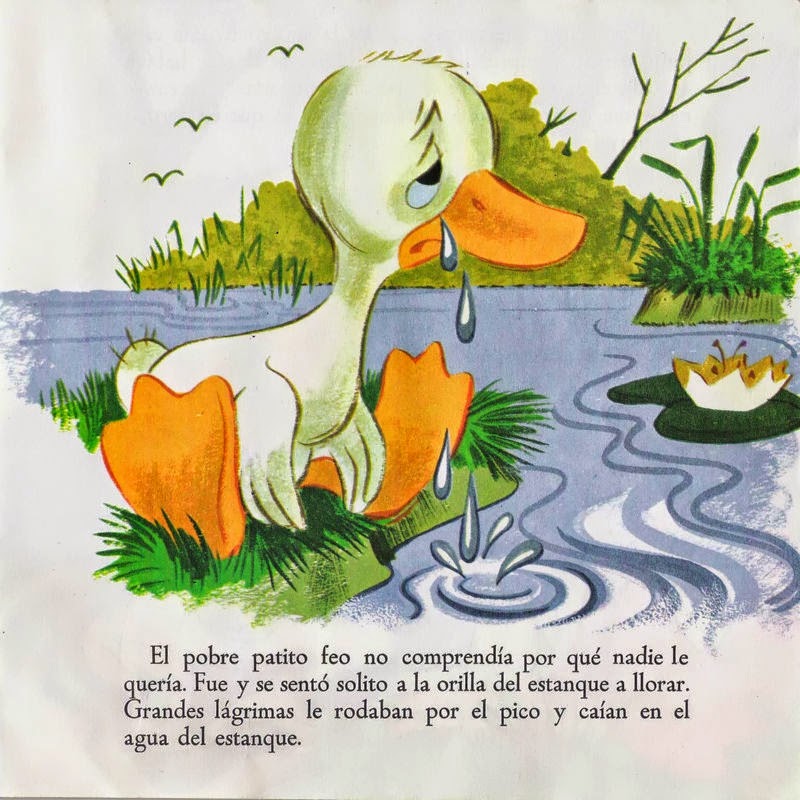 El pobre patito feo no comprendía por qué nadie le
quería. Fue y se sentó solito a la orilla del estanque a llorar.
Grandes lágrimas le rodaban por el pico y caían en el
agua del estanque.